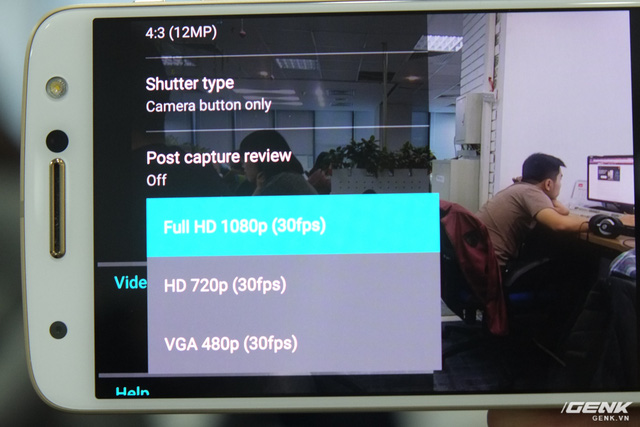 4:3 (12MP)
Shutter type
Camera button only
Post capture review
Off
Full HD 1080p (30fps)
Vide
HD 720p (30fps)
VGA 480p (30fps)
Help
GENK
GENK.VN